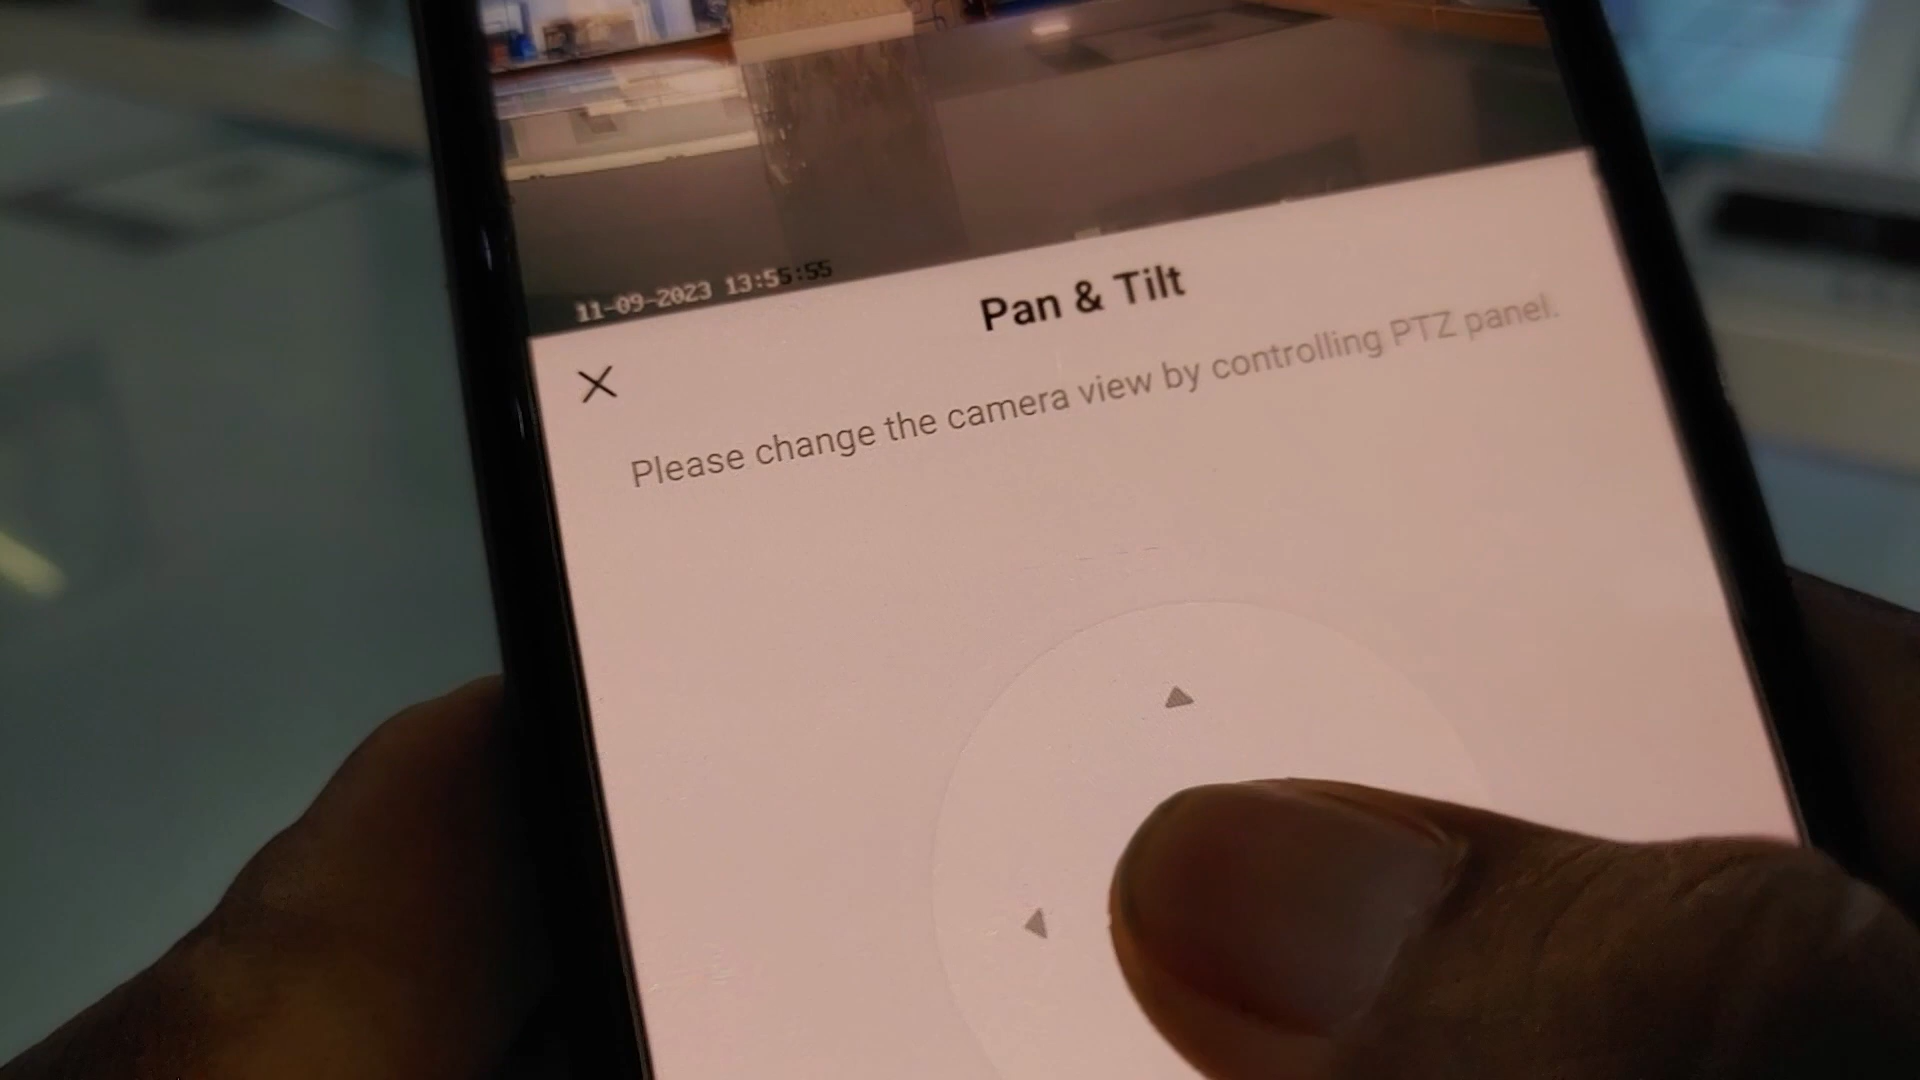 11-09-2023 13:55:55
Pan & Tilt
Please change the camera view by controlling PTZ panel.